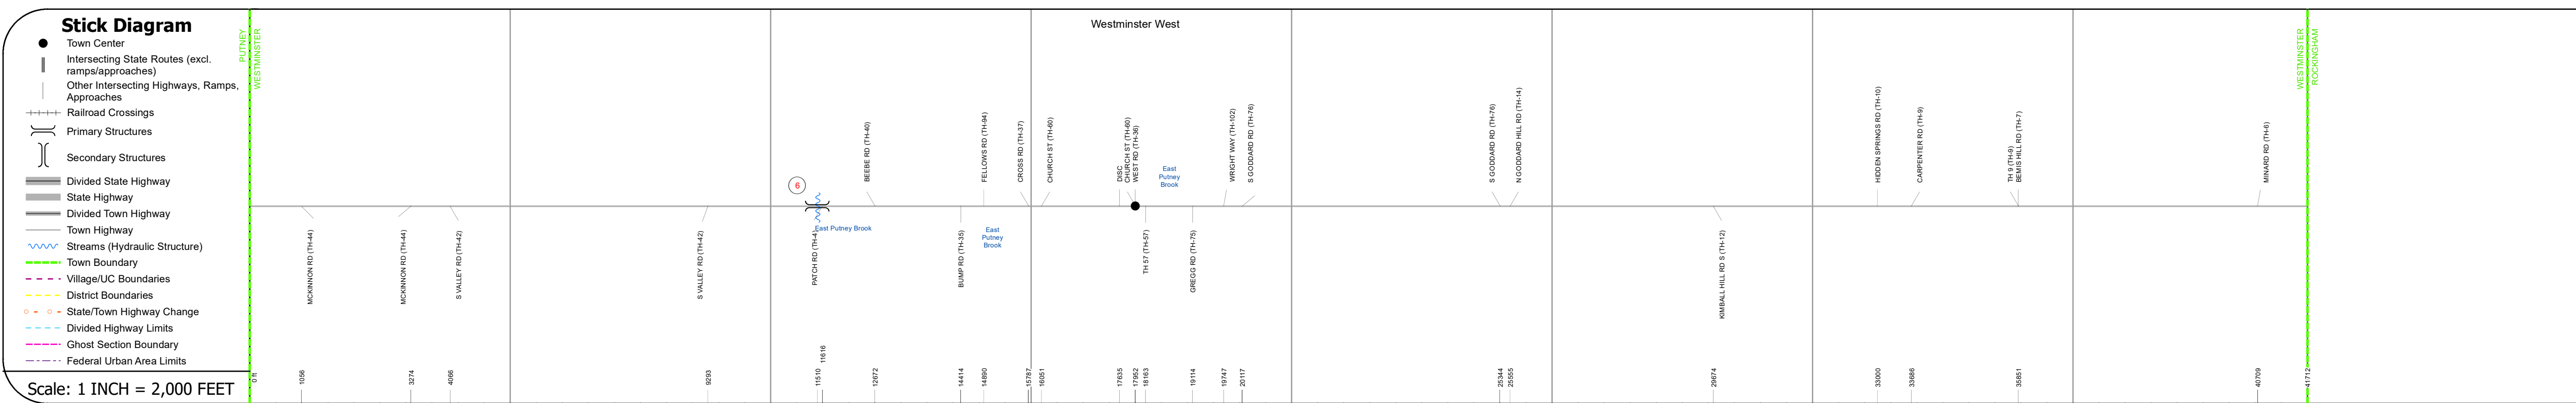 Stick Diagram
Town Center
Intersecting State Routes (excl.
ramps/approaches)
Other Intersecting Highways, Ramps,
Approaches
Railroad Crossings
Primary Structures
Secondary Structures
Divided State Highway
State Highway
Divided Town Highway
Town Highway
Streams (Hydraulic Structure)
Town Boundary
Village/UC Boundaries
District Boundaries
State/Town Highway Change
Divided Highway Limits
Ghost Section Boundary
Federal Urban Area Limits
Scale: 1 INCH = 2,000 FEET
PUTNEY
WESTMINSTER
Westminster West
WESTMINSTER
ROCKINGHAM
6
BEEBE RD (TH-40)
FELLOWS RD (TH-94)
CROSS RD (TH-37)
CHURCH ST (TH-60)
DISC
CHURCH ST (TH-60)
WEST RD (TH-36)
East
Putney
Brook
WRIGHT WAY (TH-102)
S GODDARD RD (TH-76)
S GODDARD RD (TH-76)
N GODDARD HILL RD (TH-14)
HIDDEN SPRINGS RD (TH-10)
CARPENTER RD (TH-9)
TH 9 (TH-9)
BEMIS HILL RD (TH-7)
MINARD RD (TH-6)
MCKINNON RD (TH-44)
MCKINNON RD (TH-44)
S VALLEY RD (TH-42)
S VALLEY RD (TH-42)
PATCH RD (TH-4
East Putney Brook
BUMP RD (TH-35)
East
Putney
Brook
TH 57 (TH-57)
GREGG RD (TH-75)
KIMBALL HILL RD S (TH-12)
0 ft
1056
3274
4066
9293
11510
11616
12672
14414
14890
15787
16051
17635
17952
18163
19114
19747
20117
25344
25555
29674
33000
33686
35851
40709
41712